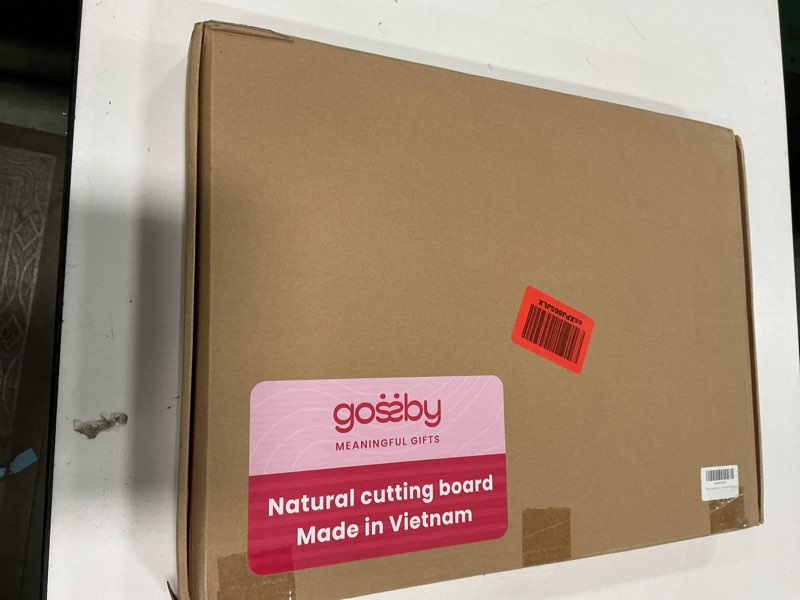 gossby
MEANINGFUL GIFTS
Natural cutting board
Made in Vietnam